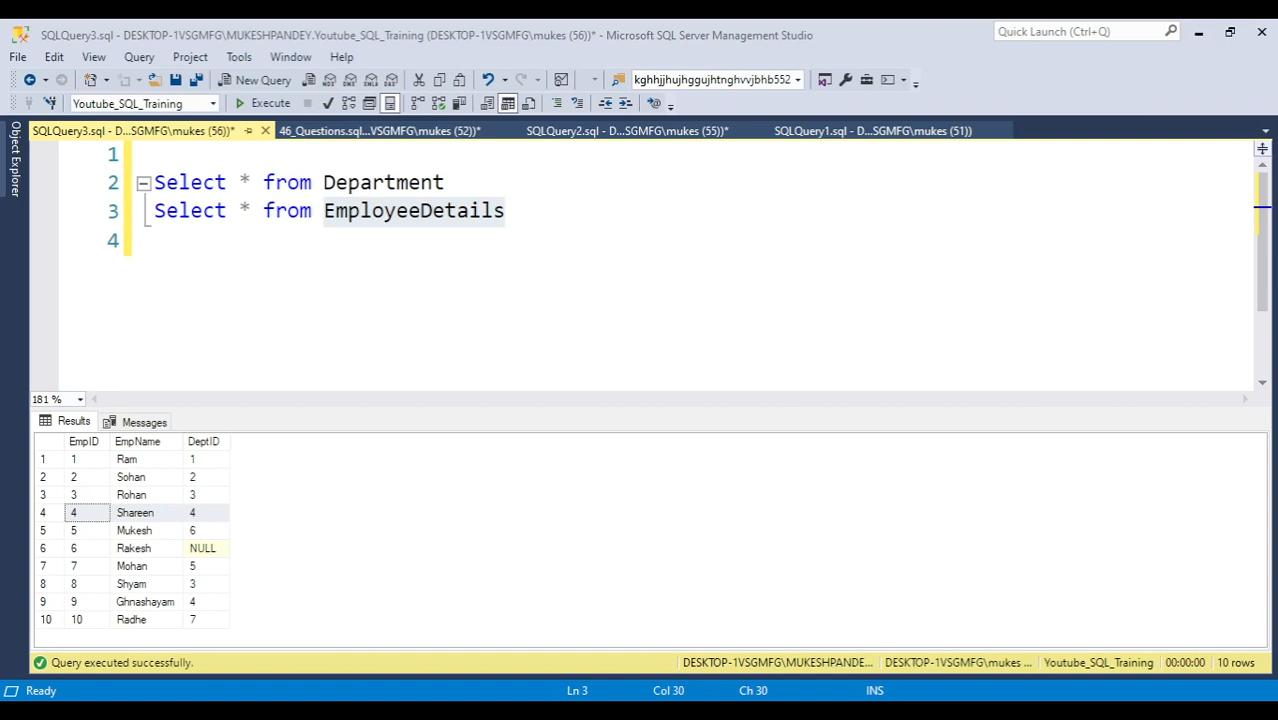 SQLQuery3.sql - DESKTOP-1VSGMFG\MUKESHPANDEY.Youtube_SQL_Training (DESKTOP-1VSGMFG\mukes (56))* - Microsoft SQL Server Management Studio
Quick Launch (Ctrl+Q)
File Edit View Query Project Tools Window Help
New Query
kghhjjhujhggujhtnghvvjbhb552
Youtube_SQL_Training Execute
SQLQuery3.sql - D...SGMFG\mukes (56))* 46_Questions.sql...VSGMFG\mukes (52))* SQLQuery2.sql - D...SGMFG\mukes (55))* SQLQuery1.sql - D...SGMFG\mukes (51))
Object Explorer
1
2 Select * from Department
3 Select * from EmployeeDetails
4
181 %
Results Messages
EmpID EmpName DeptID
1 1 Ram 1
2 2 Sohan 2
3 3 Rohan 3
4 4 Shareen 4
5 5 Mukesh 6
6 6 Rakesh NULL
7 7 Mohan 5
8 8 Shyam 3
9 9 Ghnashayam 4
10 10 Radhe 7
Query executed successfully. DESKTOP-1VSGMFG\MUKESHPANDE... DESKTOP-1VSGMFG\mukes ... Youtube_SQL_Training 00:00:00 10 rows
Ready Ln 3 Col 30 Ch 30 INS